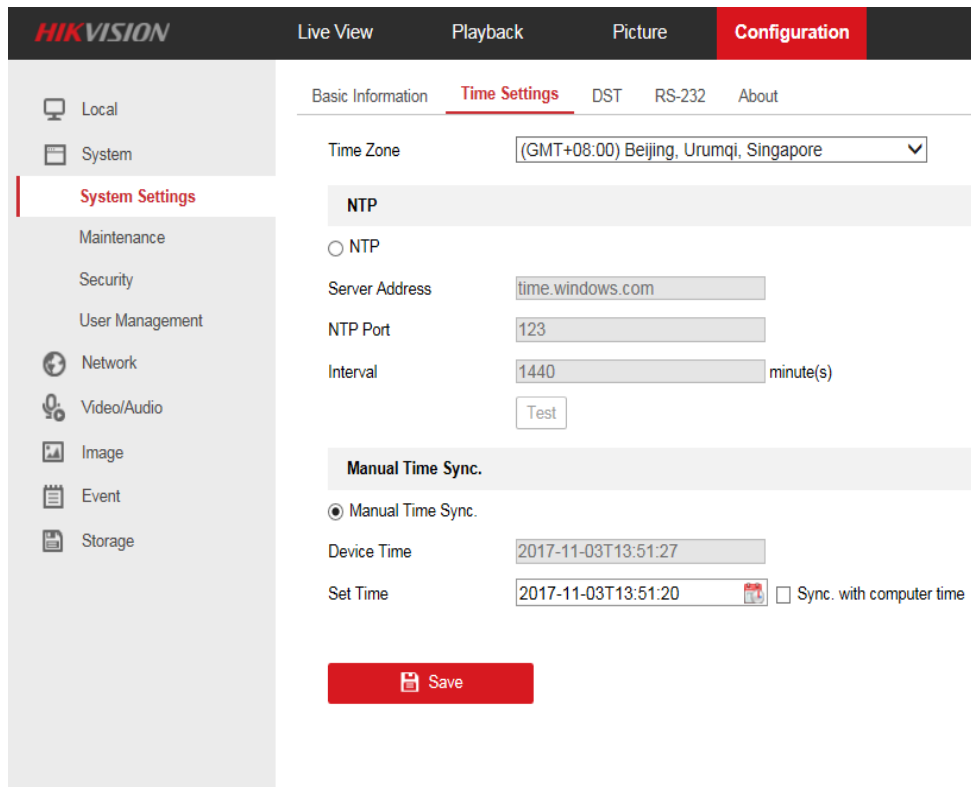 HIKVISION Live View Playback Picture Configuration
Local
System
System Settings
Maintenance
Security
User Management
Network
Video/Audio
Image
Event
Storage
Basic Information Time Settings DST RS-232 About
Time Zone (GMT+08:00) Beijing, Urumqi, Singapore
NTP
NTP
Server Address time.windows.com
NTP Port 123
Interval 1440 minute(s)
Test
Manual Time Sync.
Manual Time Sync.
Device Time 2017-11-03T13:51:27
Set Time 2017-11-03T13:51:20 Sync. with computer time
Save